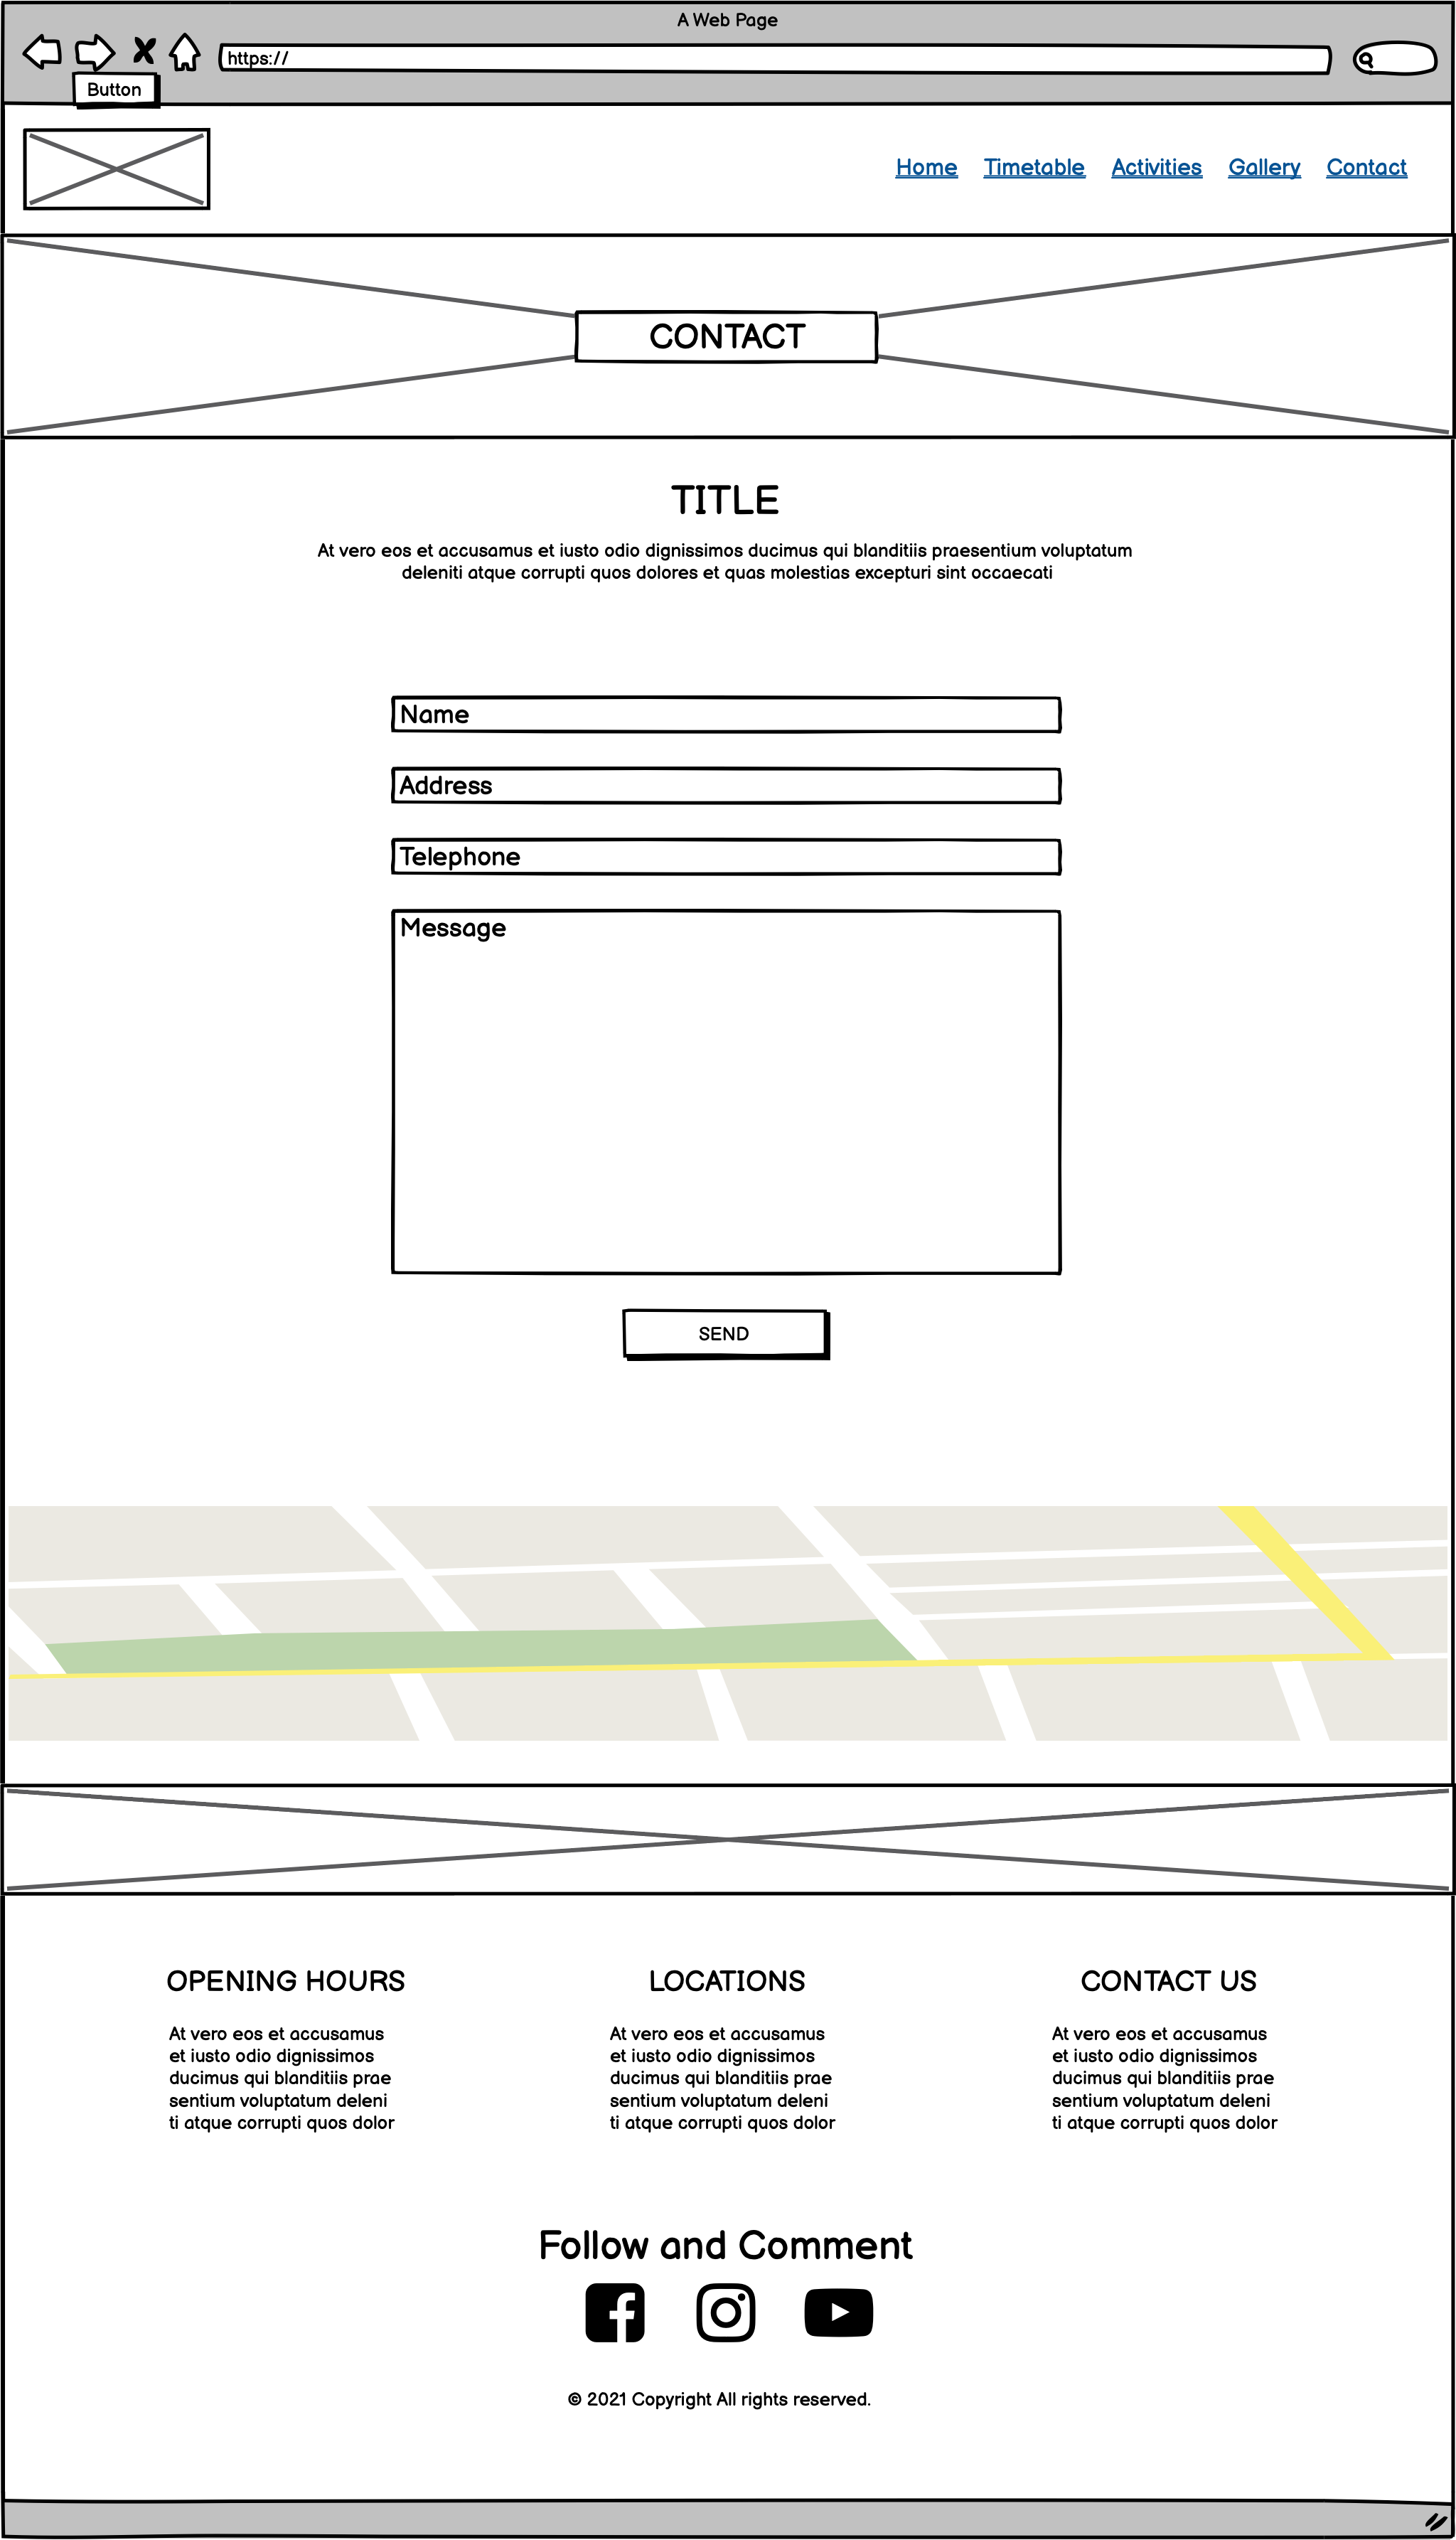 A Web Page
https://
Button
Home Timetable Activities Gallery Contact
CONTACT
TITLE
At vero eos et accusamus et iusto odio dignissimos ducimus qui blanditiis praesentium voluptatum
deleniti atque corrupti quos dolores et quas molestias excepturi sint occaecati
Name
Address
Telephone
Message
SEND
OPENING HOURS
At vero eos et accusamus
et iusto odio dignissimos
ducimus qui blanditiis prae
sentium voluptatum deleni
ti atque corrupti quos dolor
LOCATIONS
At vero eos et accusamus
et iusto odio dignissimos
ducimus qui blanditiis prae
sentium voluptatum deleni
ti atque corrupti quos dolor
CONTACT US
At vero eos et accusamus
et iusto odio dignissimos
ducimus qui blanditiis prae
sentium voluptatum deleni
ti atque corrupti quos dolor
Follow and Comment
© 2021 Copyright All rights reserved.